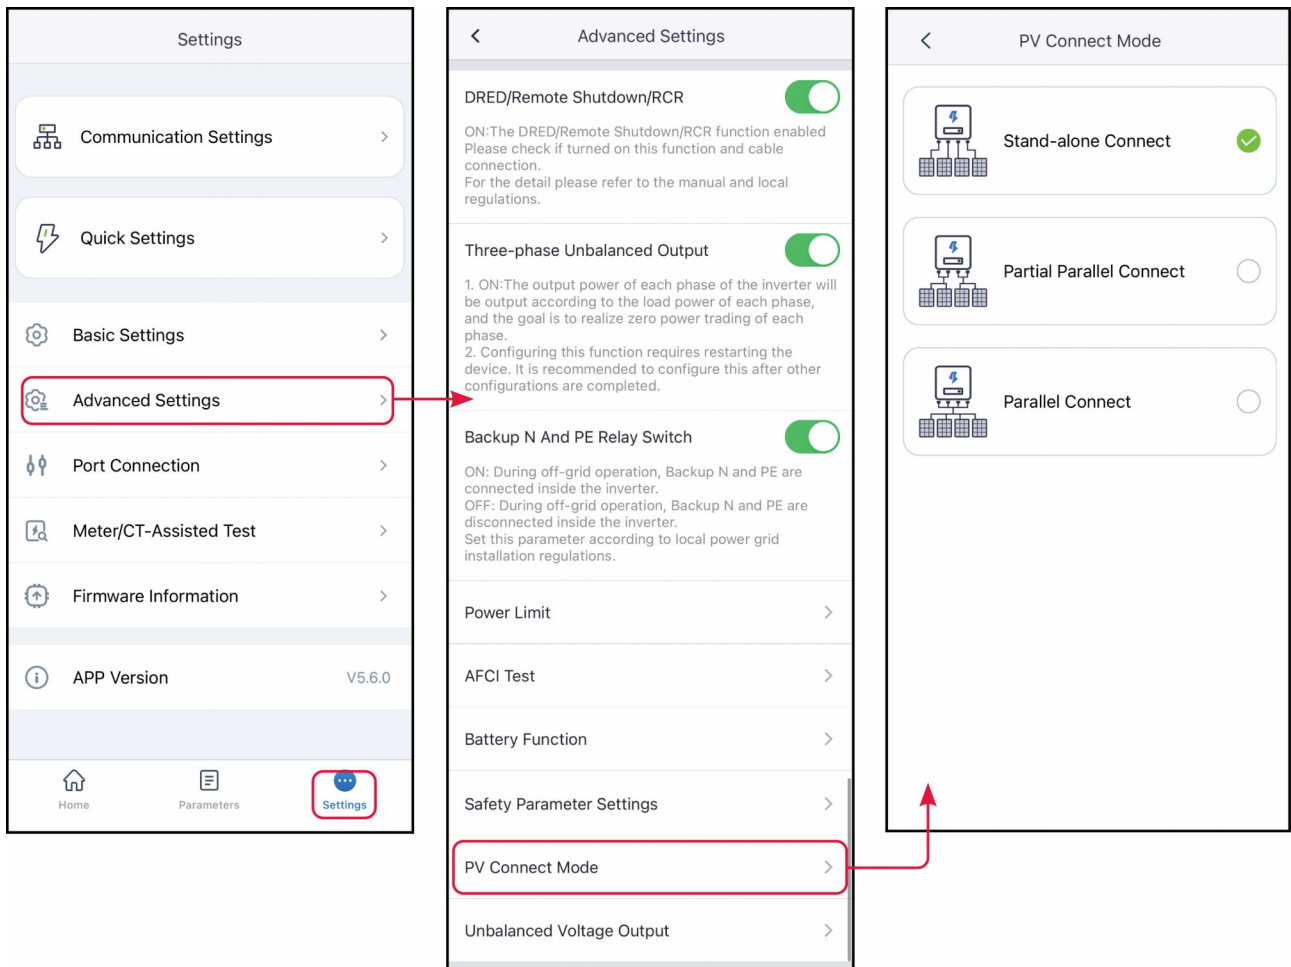 Settings
Communication Settings
Quick Settings
Basic Settings
Advanced Settings
Port Connection
Meter/CT-Assisted Test
Firmware Information
APP Version V5.6.0
Home Parameters Settings
Advanced Settings
DRED/Remote Shutdown/RCR
ON:The DRED/Remote Shutdown/RCR function enabled
Please check if turned on this function and cable
connection.
For the detail please refer to the manual and local
regulations.
Three-phase Unbalanced Output
1. ON:The output power of each phase of the inverter will
be output according to the load power of each phase,
and the goal is to realize zero power trading of each
phase.
2. Configuring this function requires restarting the
device. It is recommended to configure this after other
configurations are completed.
Backup N And PE Relay Switch
ON: During off-grid operation, Backup N and PE are
connected inside the inverter.
OFF: During off-grid operation, Backup N and PE are
disconnected inside the inverter.
Set this parameter according to local power grid
installation regulations.
Power Limit
AFCI Test
Battery Function
Safety Parameter Settings
PV Connect Mode
Unbalanced Voltage Output
PV Connect Mode
Stand-alone Connect
Partial Parallel Connect
Parallel Connect